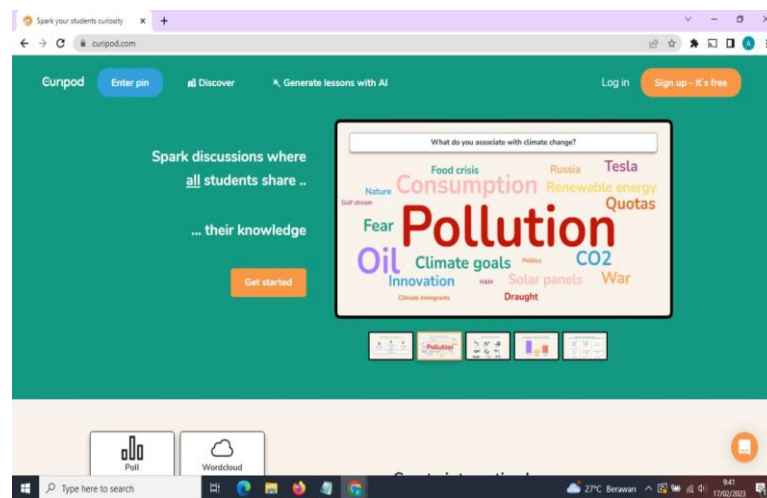 Spark your students curiosity
curipod.com
Curipod
Enter pin
Discover
Generate lessons with AI
Log in
Sign up - It's free
Spark discussions where
all students share ..
... their knowledge
Get started
What do you associate with climate change?
Food crisis
Russia
Tesla
Nature
Consumption
Renewable energy
Gulf stream
Quotas
Fear
Pollution
Oil
Climate goals
Politics
CO2
Innovation
Solar panels
War
Climate immigrants
Draught
Pollution
Poll
Wordcloud
Type here to search
27°C Berawan
9:41
17/02/2023